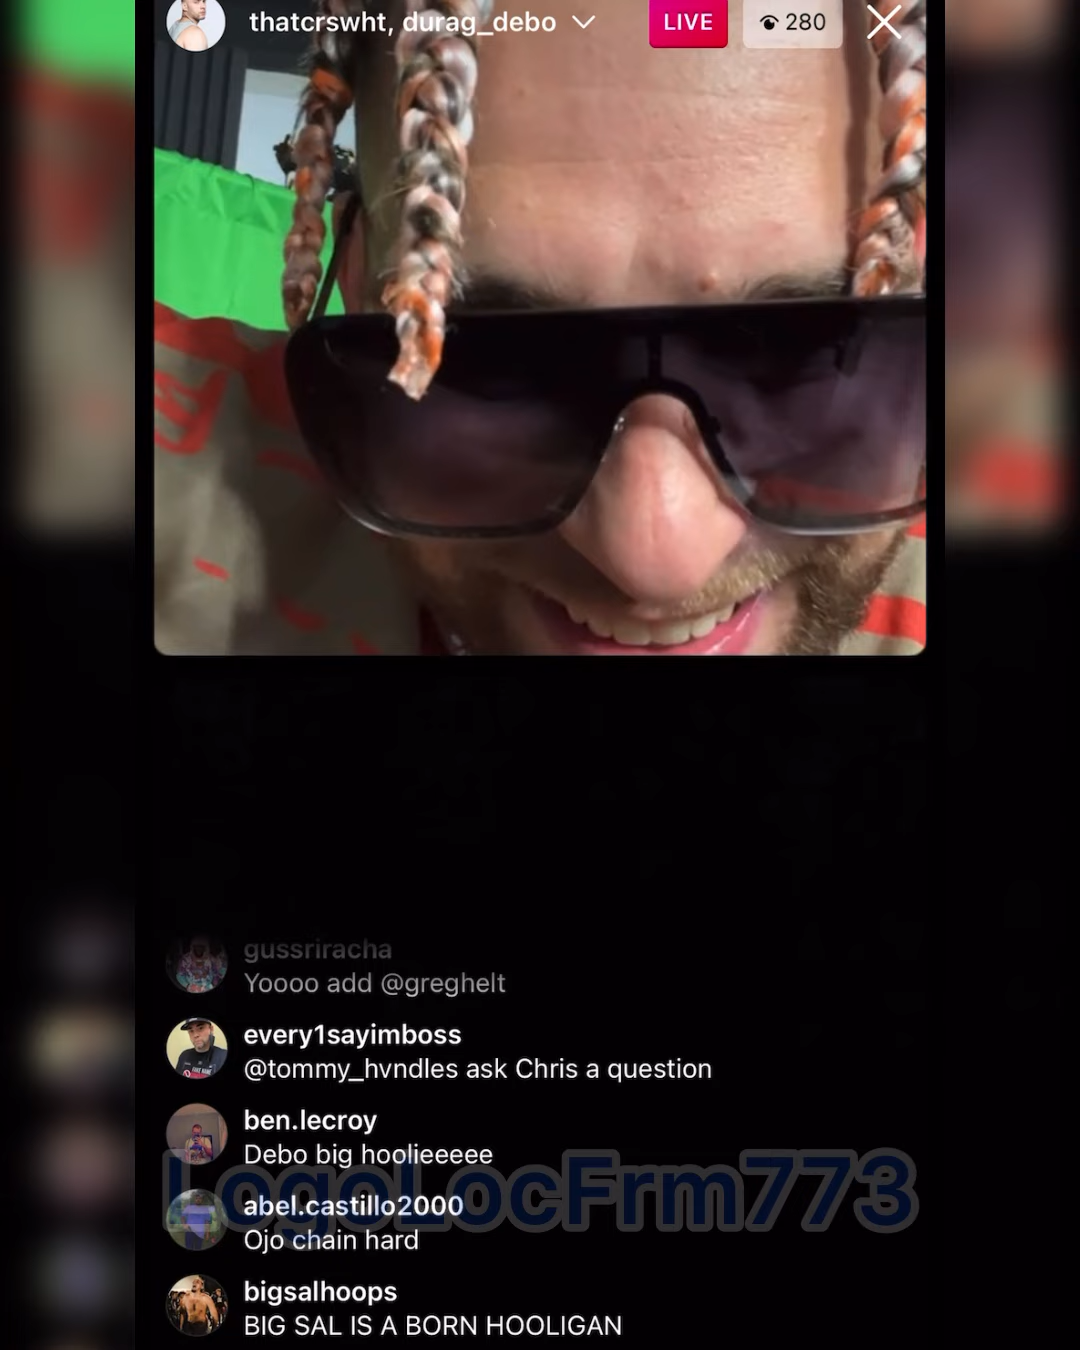 thatcrswht, durag_debo
LIVE
280
gussriracha
Yoooo add @greghelt
every1sayimboss
@tommy_hvndles ask Chris a question
ben.lecroy
Debo big hoolieeeee
LogoLocFrm773
abel.castillo2000
Ojo chain hard
bigsalhoops
BIG SAL IS A BORN HOOLIGAN